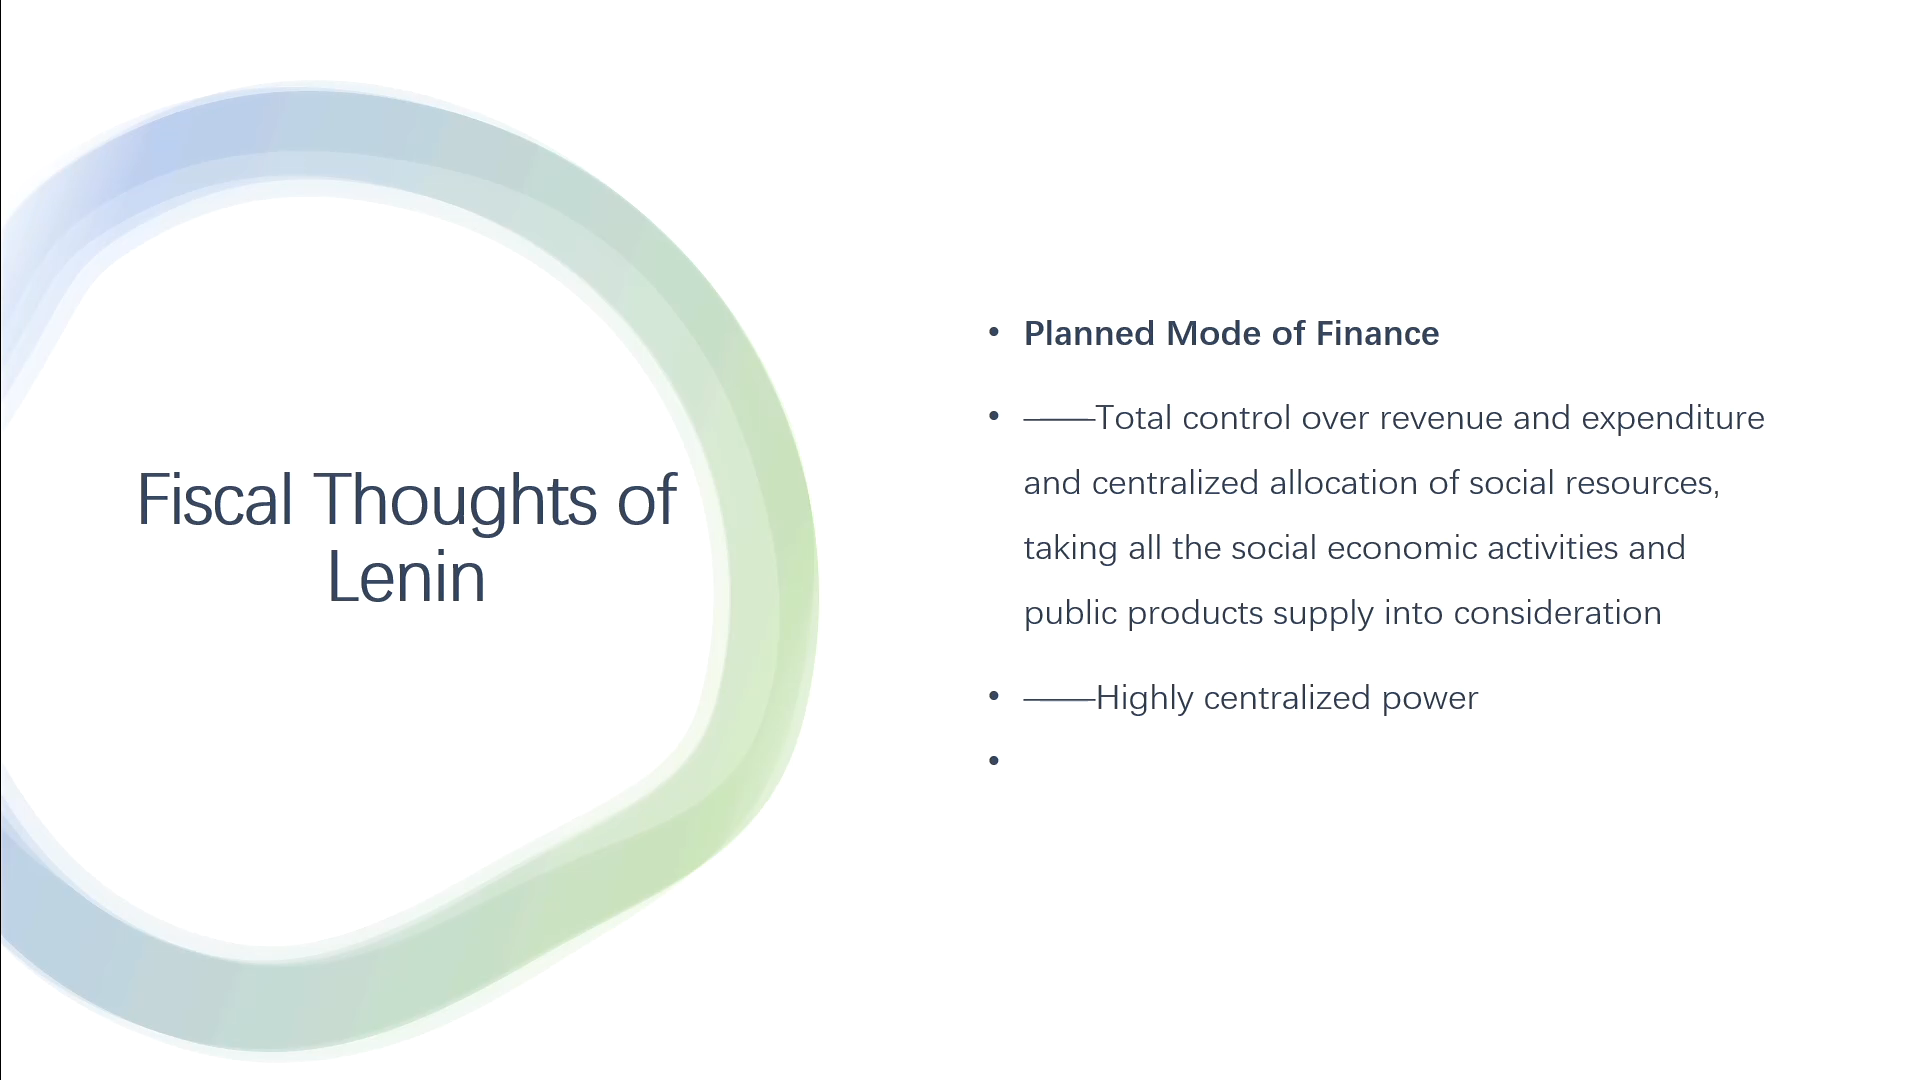 Fiscal Thoughts of
Lenin
• Planned Mode of Finance
• ——Total control over revenue and expenditure
and centralized allocation of social resources,
taking all the social economic activities and
public products supply into consideration
• ——Highly centralized power
•